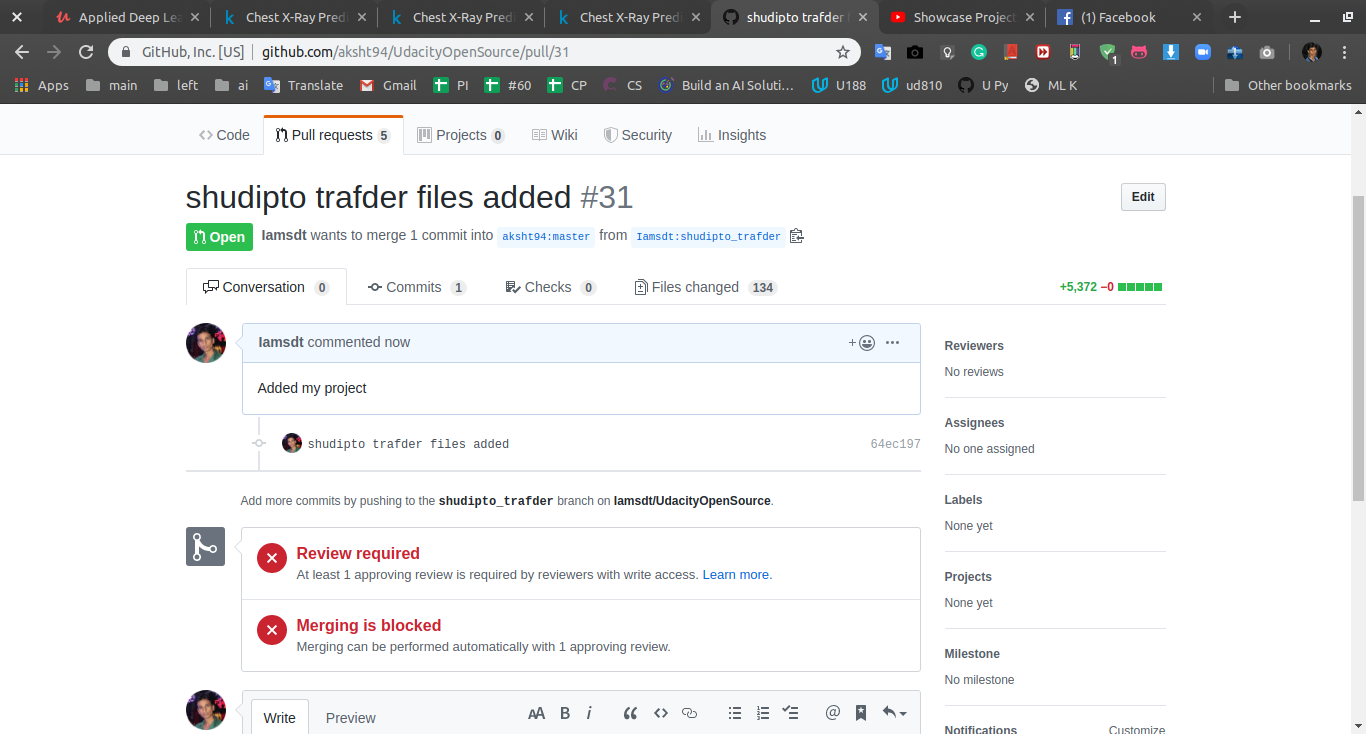 Applied Deep Lea
Chest X-Ray Predi
Chest X-Ray Predi
Chest X-Ray Predi
shudipto trafder
Showcase Project
(1) Facebook
GitHub, Inc. [US] | github.com/aksht94/UdacityOpenSource/pull/31
1
Apps main left ai Translate Gmail PI #60 CP CS Build an AI Soluti… U188 ud810 U Py ML K Other bookmarks
Code Pull requests 5 Projects 0 Wiki Security Insights
shudipto trafder files added #31
Edit
Open Iamsdt wants to merge 1 commit into aksht94:master from Iamsdt:shudipto_trafder
Conversation 0 Commits 1 Checks 0 Files changed 134 +5,372 −0
Iamsdt commented now
Added my project
shudipto trafder files added 64ec197
Add more commits by pushing to the shudipto_trafder branch on Iamsdt/UdacityOpenSource.
Review required
At least 1 approving review is required by reviewers with write access. Learn more.
Merging is blocked
Merging can be performed automatically with 1 approving review.
Write Preview
AA B i
Reviewers
No reviews
Assignees
No one assigned
Labels
None yet
Projects
None yet
Milestone
No milestone
Notifications Customize